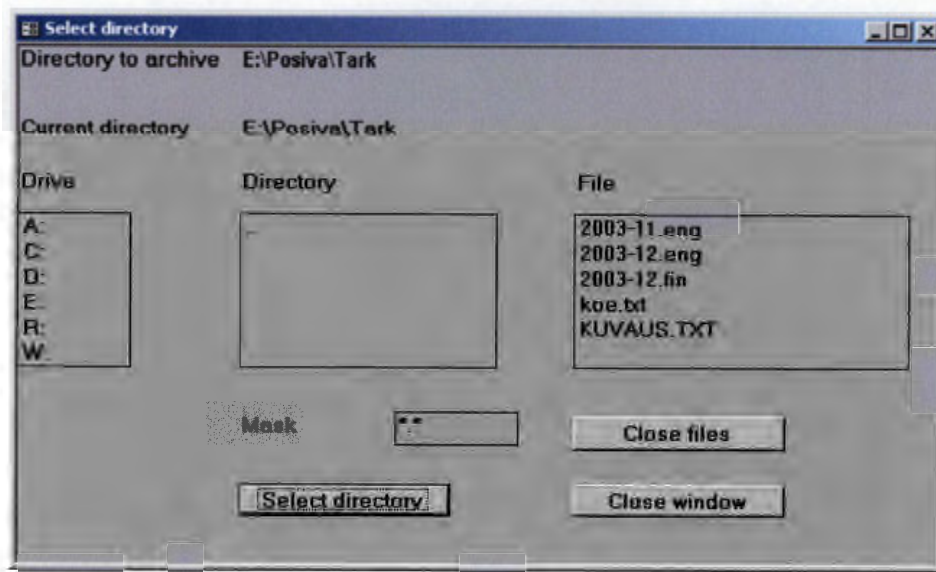 Select directory
Directory to archive E:\Posiva\Tark
Current directory E:\Posiva\Tark
Drive Directory File
A:
C:
D:
E:
R:
W:
..
2003-11.eng
2003-12.eng
2003-12.fin
koe.txt
KUVAUS.TXT
Mask *.*
Close files
Select directory Close window